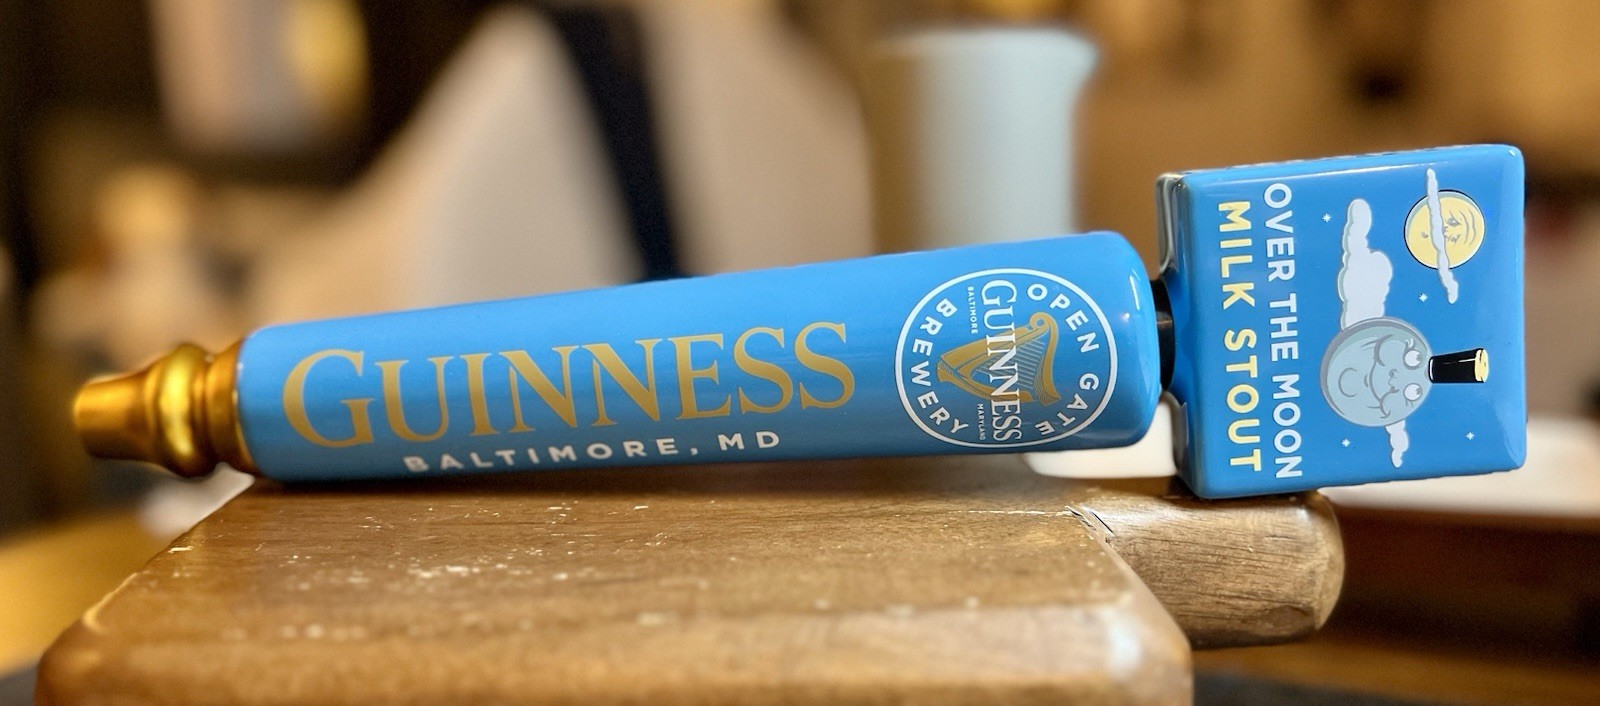 GUINNESS
BALTIMORE, MD
OPEN GATE
BALTIMORE
GUINNESS
MARYLAND
BREWERY
OVER THE MOON
MILK STOUT